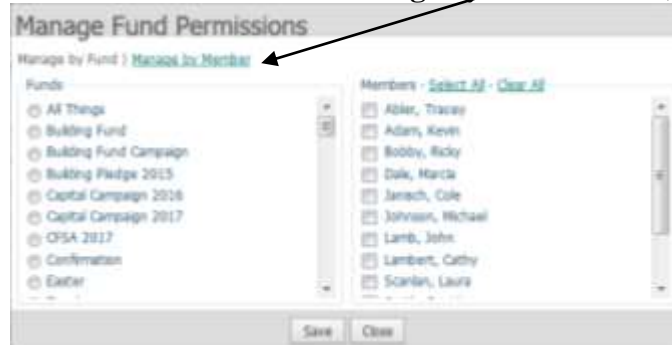 Manage Fund Permissions
Manage by Fund | Manage by Member
Funds
All Things
Building Fund
Building Fund Campaign
Building Pledge 2015
Capital Campaign 2016
Capital Campaign 2017
CFSA 2017
Confirmation
Easter
Members - Select All - Clear All
Abler, Tracey
Adam, Kevin
Bobby, Ricky
Dale, Marcia
Janisch, Cole
Johnson, Michael
Lamb, John
Lambert, Cathy
Scanlan, Laura
Save Close